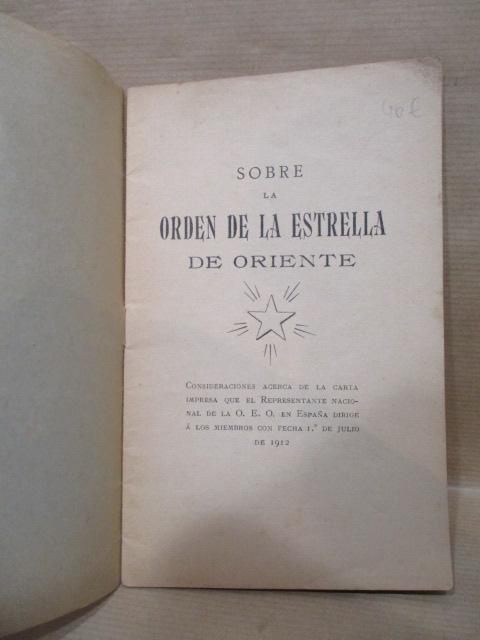 40€
SOBRE
LA
ORDEN DE LA ESTRELLA
DE ORIENTE
CONSIDERACIONES ACERCA DE LA CARTA
IMPRESA QUE EL REPRESENTANTE NACIO-
NAL DE LA O. E. O. EN ESPAÑA DIRIGE
Á LOS MIEMBROS CON FECHA 1.º DE JULIO
DE 1912